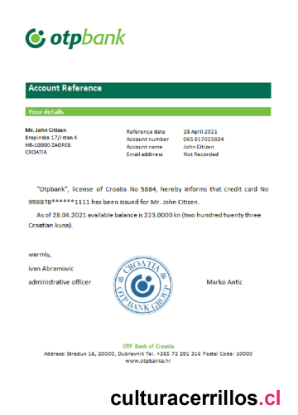 otpbank
Account Reference
Your details
Mr. John Citizen
Krapinska 17/I stan 4
HR-10000 ZAGREB
CROATIA
Reference date 28 April 2021
Account number 065 017025604
Account name John Citizen
Email address Not Recorded
"Otpbank", license of Croatia No 5884, hereby informs that credit card No
998878******1111 has been issued for Mr. John Citizen.
As of 28.04.2021 available balance is 223.0000 kn (two hundred twenty three
Croatian kuna).
warmly,
Ivan Abramovic
administrative officer
CROATIA
OTP BANK GROUP
Marko Antic
OTP Bank of Croatia
Address: Stradun 16, 20000, Dubrovnik Tel. +385 72 201 316 Postal Code: 10000
www.otpbanka.hr
culturacerrillos.cl